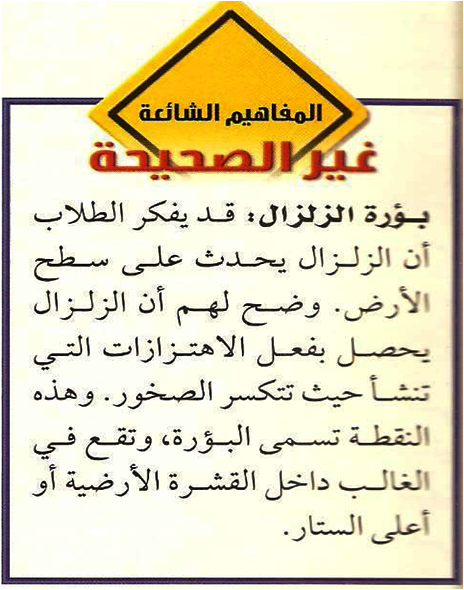 المفاهيم الشائعة
غير الصحيحة
بؤرة الزلزال: قد يفكر الطلاب
أن الزلزال يحدث على سطح
الأرض. وضح لهم أن الزلزال
يحصل بفعل الاهتزازات التي
تنشأ حيث تتكسر الصخور. وهذه
النقطة تسمى البؤرة، وتقع في
الغالب داخل القشرة الأرضية أو
أعلى الستار.